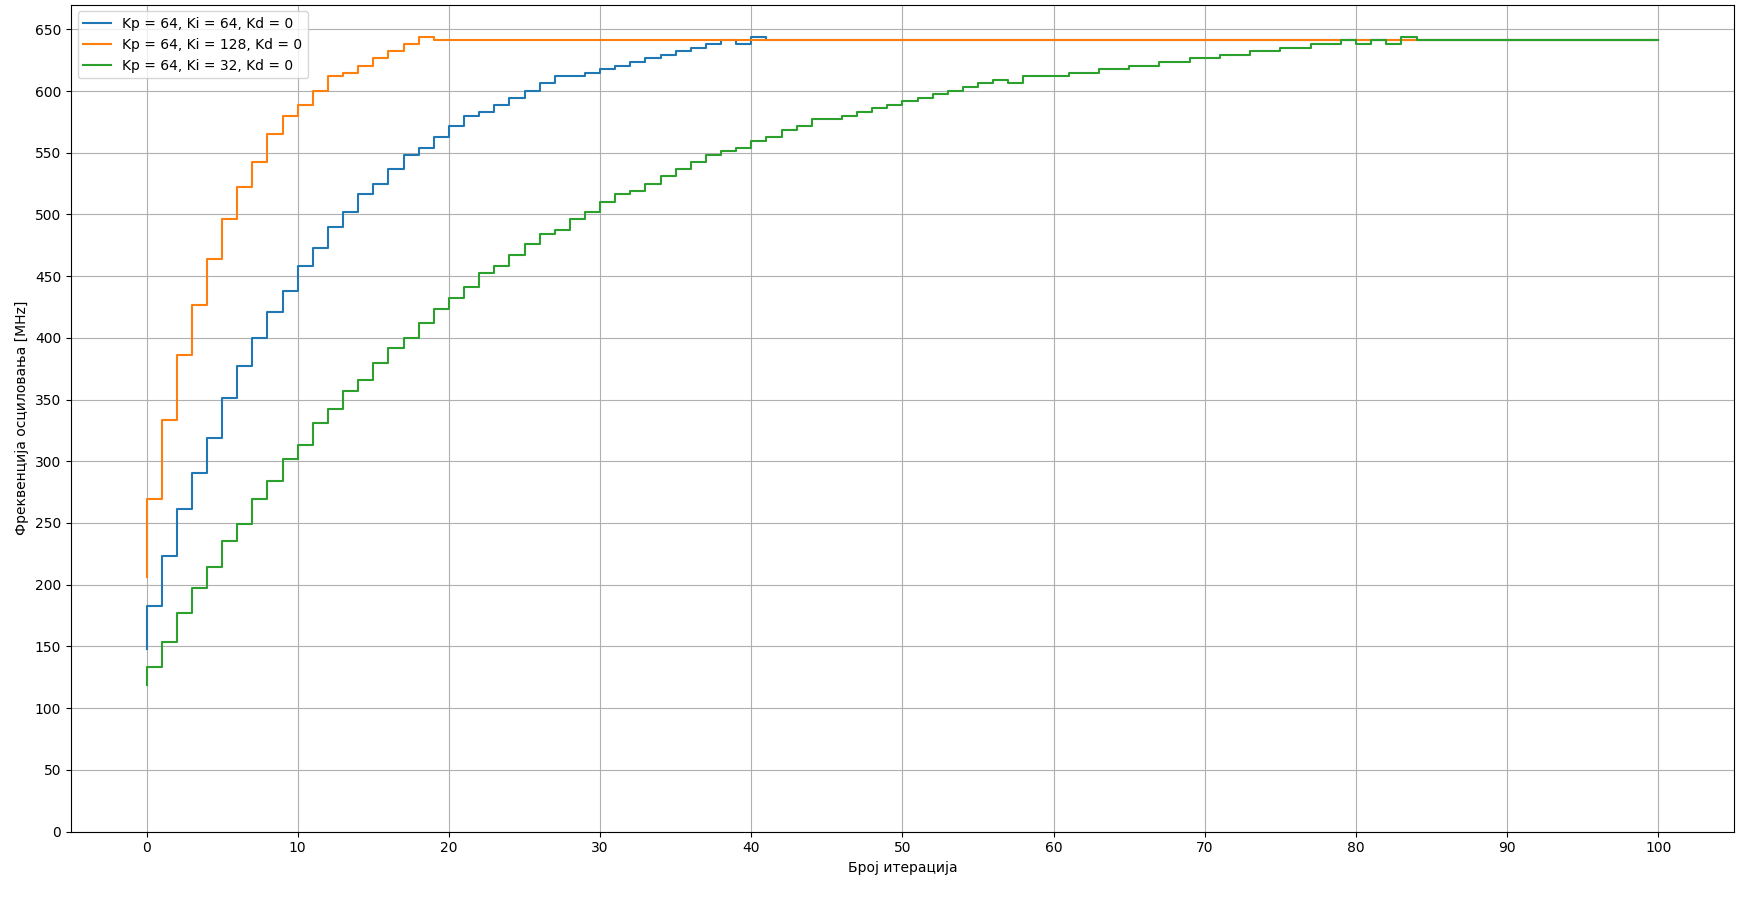 Kp = 64, Ki = 64, Kd = 0
Kp = 64, Ki = 128, Kd = 0
Kp = 64, Ki = 32, Kd = 0
Фреквенција осциловања [MHz]
650
600
550
500
450
400
350
300
250
200
150
100
50
0
0 10 20 30 40 50 60 70 80 90 100
Број итерација